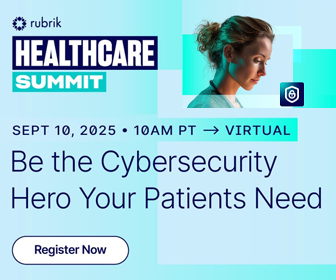 rubrik
HEALTHCARE
SUMMIT
SEPT 10, 2025 • 10AM PT → VIRTUAL
Be the Cybersecurity
Hero Your Patients Need
Register Now